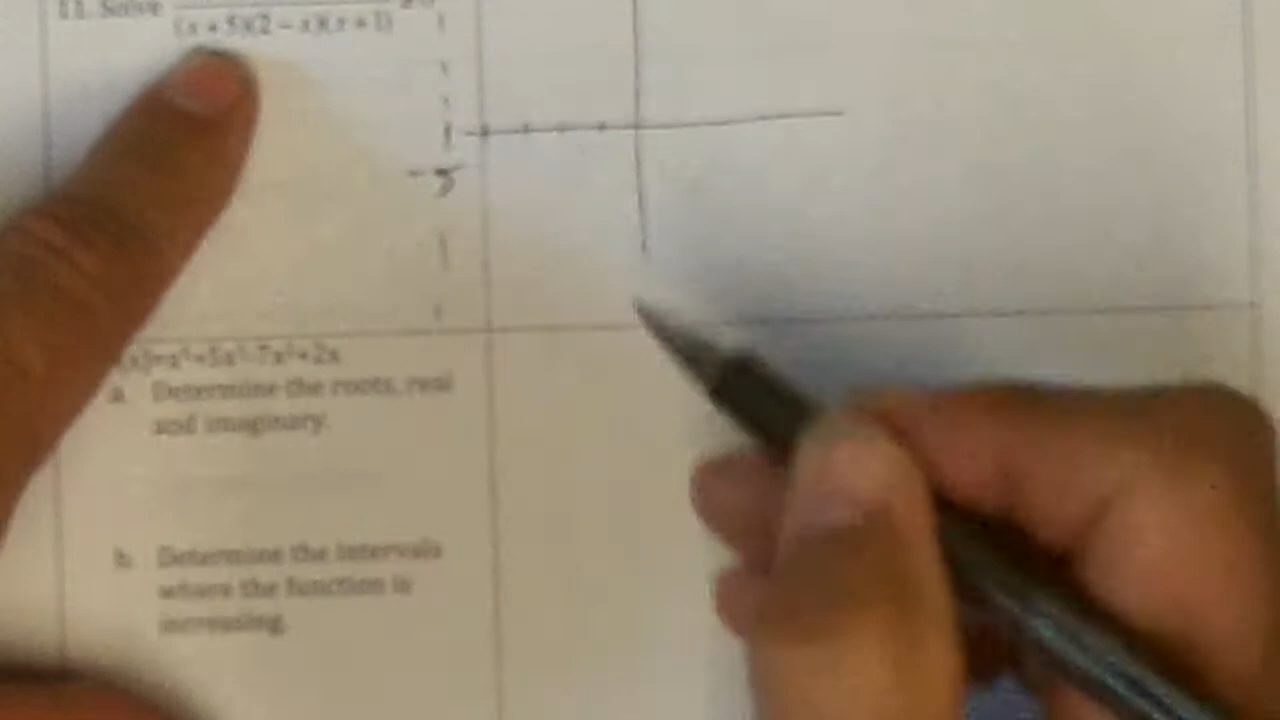 11. Solve
(x+5)(2-x)(x+1)
-5
a. Determine the roots, real
and imaginary.
b. Determine the intervals
where the function is
increasing.